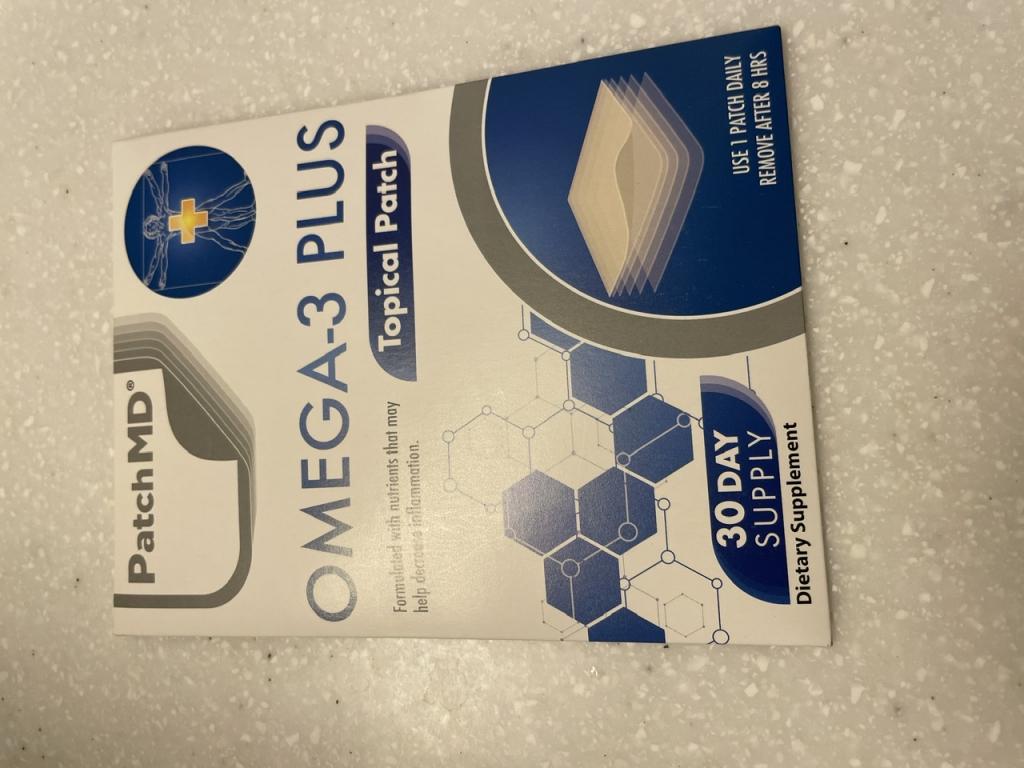 PatchMD®
OMEGA-3 PLUS
Topical Patch
Formulated with nutrients that may
help decrease inflammation.
USE 1 PATCH DAILY
REMOVE AFTER 8 HRS
30 DAY
SUPPLY
Dietary Supplement